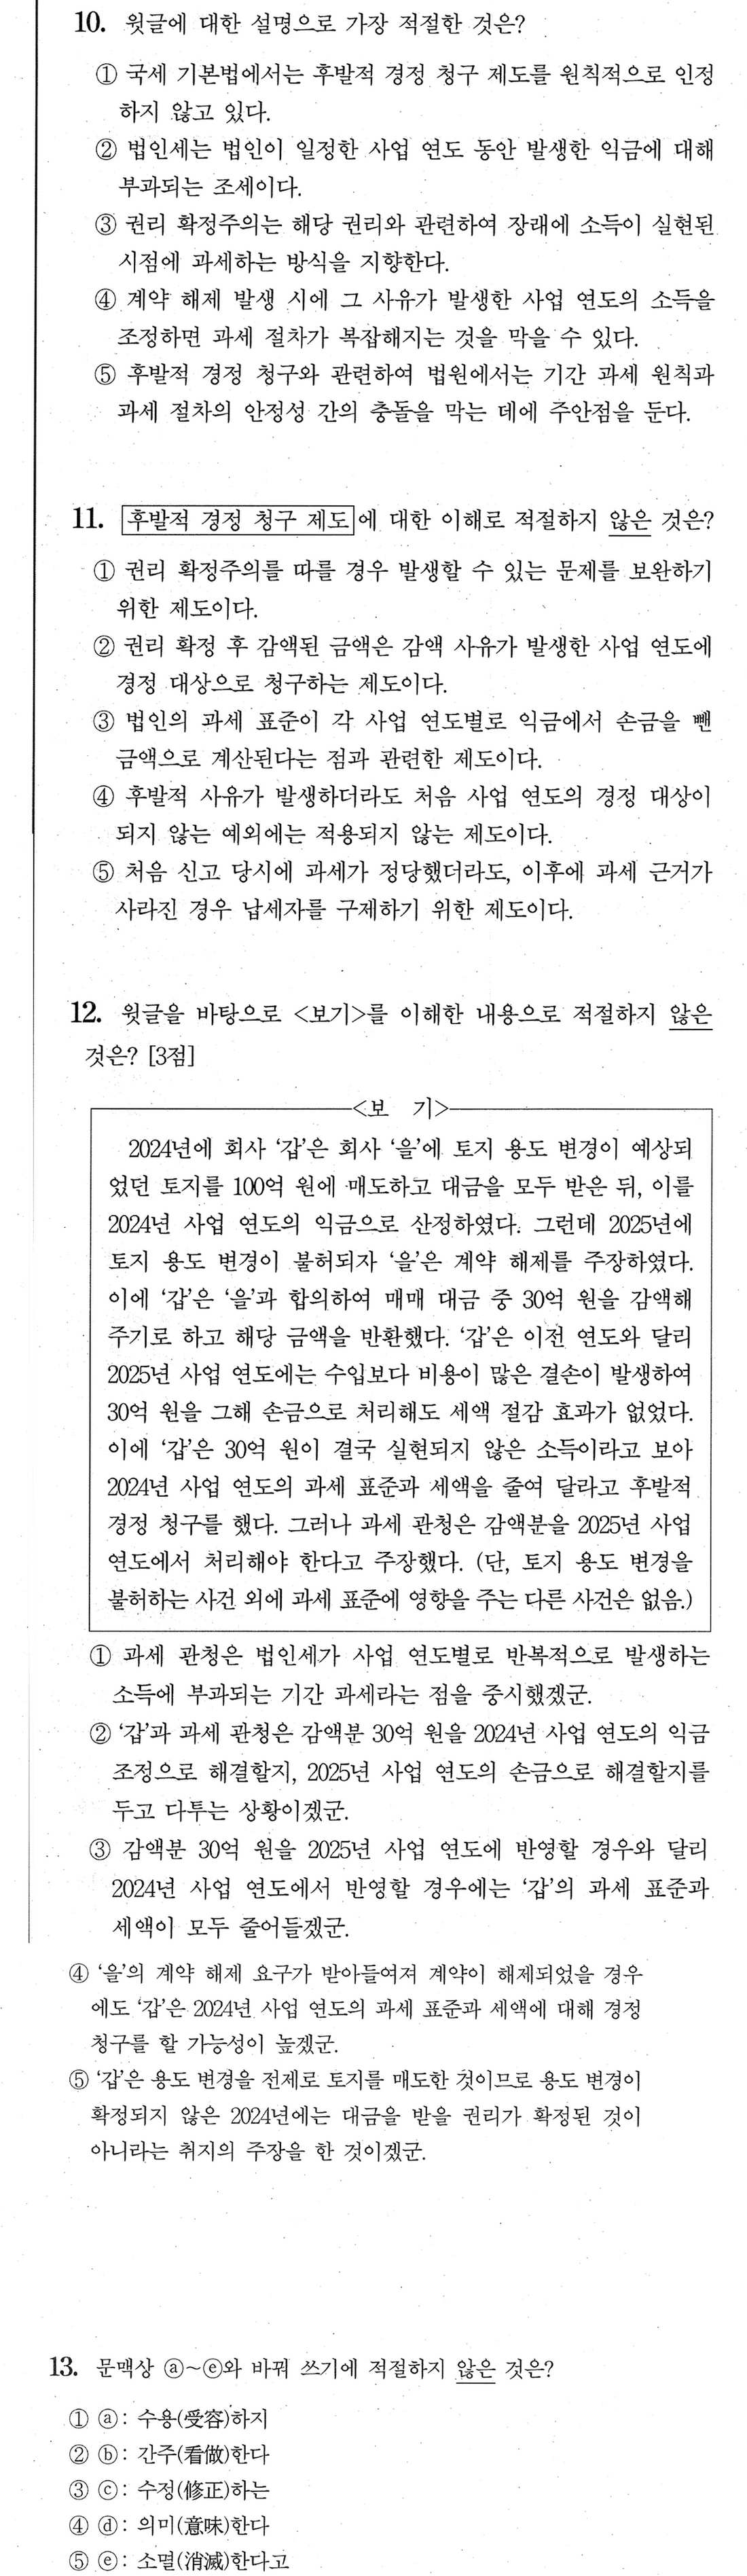 10. 윗글에 대한 설명으로 가장 적절한 것은?
① 국세 기본법에서는 후발적 경정 청구 제도를 원칙적으로 인정
하지 않고 있다.
② 법인세는 법인이 일정한 사업 연도 동안 발생한 익금에 대해
부과되는 조세이다.
③ 권리 확정주의는 해당 권리와 관련하여 장래에 소득이 실현된
시점에 과세하는 방식을 지향한다.
④ 계약 해제 발생 시에 그 사유가 발생한 사업 연도의 소득을
조정하면 과세 절차가 복잡해지는 것을 막을 수 있다.
⑤ 후발적 경정 청구와 관련하여 법원에서는 기간 과세 원칙과
과세 절차의 안정성 간의 충돌을 막는 데에 주안점을 둔다.
11. 후발적 경정 청구 제도에 대한 이해로 적절하지 않은 것은?
① 권리 확정주의를 따를 경우 발생할 수 있는 문제를 보완하기
위한 제도이다.
② 권리 확정 후 감액된 금액은 감액 사유가 발생한 사업 연도에
경정 대상으로 청구하는 제도이다.
③ 법인의 과세 표준이 각 사업 연도별로 익금에서 손금을 뺀
금액으로 계산된다는 점과 관련한 제도이다.
④ 후발적 사유가 발생하더라도 처음 사업 연도의 경정 대상이
되지 않는 예외에는 적용되지 않는 제도이다.
⑤ 처음 신고 당시에 과세가 정당했더라도, 이후에 과세 근거가
사라진 경우 납세자를 구제하기 위한 제도이다.
12. 윗글을 바탕으로 <보기>를 이해한 내용으로 적절하지 않은
것은? [3점]
<보 기>
2024년에 회사 ‘갑’은 회사 ‘을’에 토지 용도 변경이 예상되
었던 토지를 100억 원에 매도하고 대금을 모두 받은 뒤, 이를
2024년 사업 연도의 익금으로 산정하였다. 그런데 2025년에
토지 용도 변경이 불허되자 ‘을’은 계약 해제를 주장하였다.
이에 ‘갑’은 ‘을’과 합의하여 매매 대금 중 30억 원을 감액해
주기로 하고 해당 금액을 반환했다. ‘갑’은 이전 연도와 달리
2025년 사업 연도에는 수입보다 비용이 많은 결손이 발생하여
30억 원을 그해 손금으로 처리해도 세액 절감 효과가 없었다.
이에 ‘갑’은 30억 원이 결국 실현되지 않은 소득이라고 보아
2024년 사업 연도의 과세 표준과 세액을 줄여 달라고 후발적
경정 청구를 했다. 그러나 과세 관청은 감액분을 2025년 사업
연도에서 처리해야 한다고 주장했다. (단, 토지 용도 변경을
불허하는 사건 외에 과세 표준에 영향을 주는 다른 사건은 없음.)
① 과세 관청은 법인세가 사업 연도별로 반복적으로 발생하는
소득에 부과되는 기간 과세라는 점을 중시했겠군.
② ‘갑’과 과세 관청은 감액분 30억 원을 2024년 사업 연도의 익금
조정으로 해결할지, 2025년 사업 연도의 손금으로 해결할지를
두고 다투는 상황이겠군.
③ 감액분 30억 원을 2025년 사업 연도에 반영할 경우와 달리
2024년 사업 연도에서 반영할 경우에는 ‘갑’의 과세 표준과
세액이 모두 줄어들겠군.
④ ‘을’의 계약 해제 요구가 받아들여져 계약이 해제되었을 경우
에도 ‘갑’은 2024년 사업 연도의 과세 표준과 세액에 대해 경정
청구를 할 가능성이 높겠군.
⑤ ‘갑’은 용도 변경을 전제로 토지를 매도한 것이므로 용도 변경이
확정되지 않은 2024년에는 대금을 받을 권리가 확정된 것이
아니라는 취지의 주장을 한 것이겠군.
13. 문맥상 ⓐ~ⓔ와 바꿔 쓰기에 적절하지 않은 것은?
① ⓐ: 수용(受容)하지
② ⓑ: 간주(看做)한다
③ ⓒ: 수정(修正)하는
④ ⓓ: 의미(意味)한다
⑤ ⓔ: 소멸(消滅)한다고